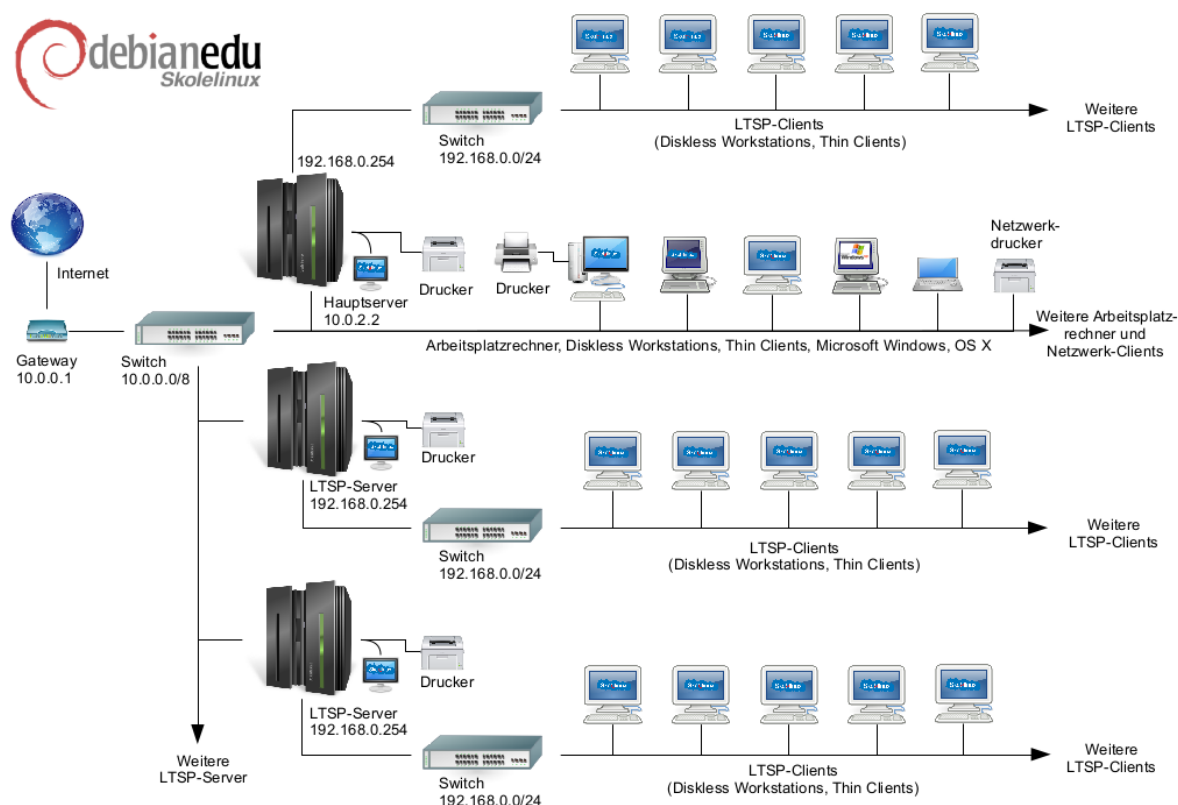 debianedu
Skolelinux
Switch
192.168.0.0/24
LTSP-Clients
(Diskless Workstations, Thin Clients)
Weitere
LTSP-Clients
192.168.0.254
Internet
Gateway
10.0.0.1
Switch
10.0.0.0/8
Hauptserver
10.0.2.2
Drucker
Drucker
Windows
Netzwerk-
drucker
Arbeitsplatzrechner, Diskless Workstations, Thin Clients, Microsoft Windows, OS X
Weitere Arbeitsplatz-
rechner und
Netzwerk-Clients
Drucker
LTSP-Server
192.168.0.254
Switch
192.168.0.0/24
LTSP-Clients
(Diskless Workstations, Thin Clients)
Weitere
LTSP-Clients
Drucker
LTSP-Server
192.168.0.254
Weitere
LTSP-Server
Switch
192.168.0.0/24
LTSP-Clients
(Diskless Workstations, Thin Clients)
Weitere
LTSP-Clients